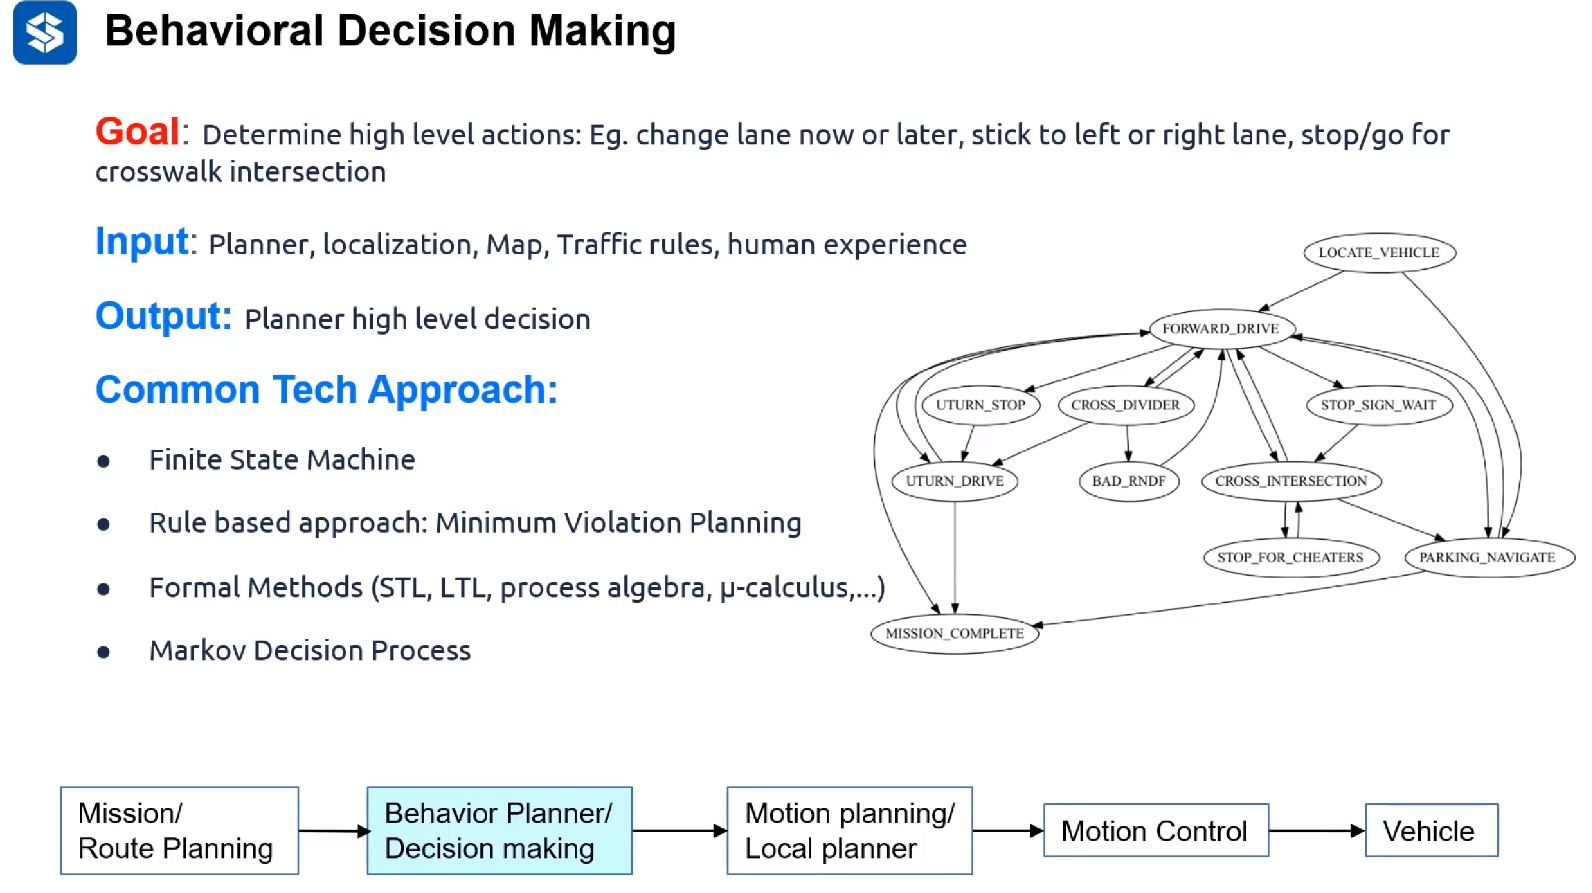 Behavioral Decision Making
Goal: Determine high level actions: Eg. change lane now or later, stick to left or right lane, stop/go for
crosswalk intersection
Input: Planner, localization, Map, Traffic rules, human experience
Output: Planner high level decision
Common Tech Approach:
● Finite State Machine
● Rule based approach: Minimum Violation Planning
● Formal Methods (STL, LTL, process algebra, μ-calculus,...)
● Markov Decision Process
LOCATE_VEHICLE
FORWARD_DRIVE
UTURN_STOP
CROSS_DIVIDER
STOP_SIGN_WAIT
UTURN_DRIVE
BAD_RNDF
CROSS_INTERSECTION
STOP_FOR_CHEATERS
PARKING_NAVIGATE
MISSION_COMPLETE
Mission/
Route Planning
Behavior Planner/
Decision making
Motion planning/
Local planner
Motion Control
Vehicle